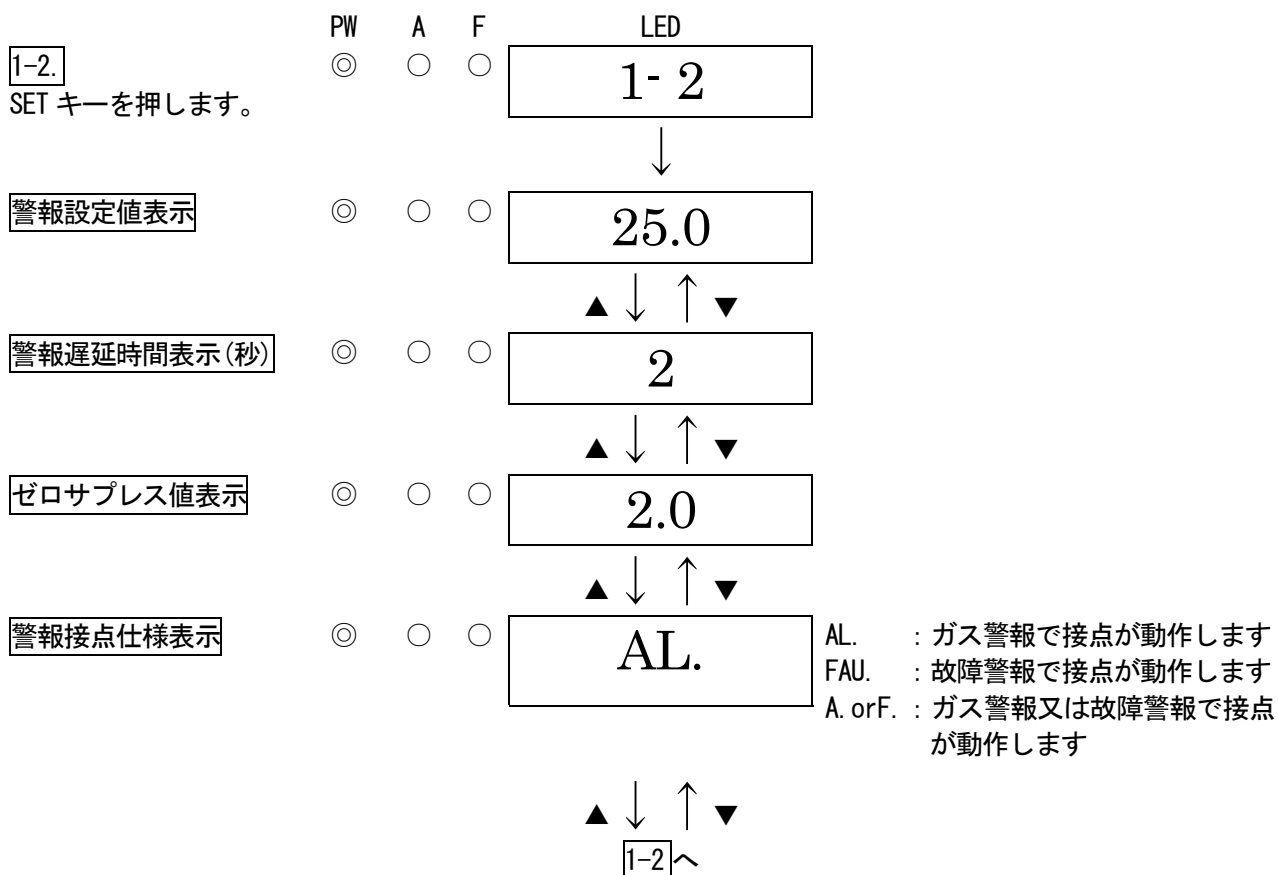 PW A F LED
1-2. ◎ ○ ○ 1- 2
SET キーを押します。
↓
警報設定値表示 ◎ ○ ○ 25.0
▲ ↓ ↑ ▼
警報遅延時間表示(秒) ◎ ○ ○ 2
▲ ↓ ↑ ▼
ゼロサプレス値表示 ◎ ○ ○ 2.0
▲ ↓ ↑ ▼
警報接点仕様表示 ◎ ○ ○ AL. AL. : ガス警報で接点が動作します
FAU. : 故障警報で接点が動作します
A.orF. : ガス警報又は故障警報で接点
が動作します
▲ ↓ ↑ ▼
1-2 へ